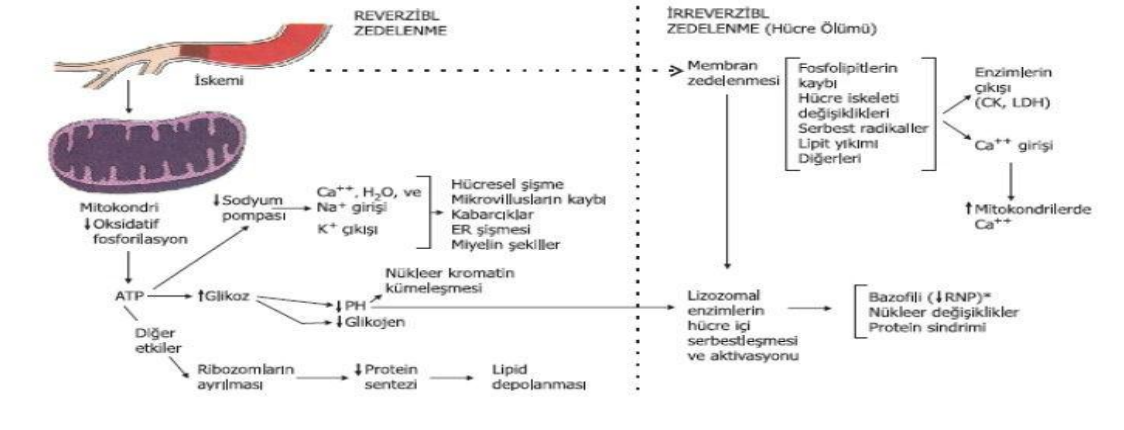 REVERZİBL
ZEDELENME
İRREVERZİBL
ZEDELENME (Hücre Ölümü)
İskemi
Membran
zedelenmesi
Fosfolipitlerin
kaybı
Hücre iskeleti
değişiklikleri
Serbest radikaller
Lipit yıkımı
Diğerleri
Enzimlerin
çıkışı
(CK, LDH)
Ca++ girişi
↑Mitokondrilerde
Ca++
Mitokondri
↓Oksidatif
fosforilasyon
↓Sodyum
pompası
Ca++, H2O, ve
Na+ girişi
K+ çıkışı
Hücresel şişme
Mikrovillusların kaybı
Kabarcıklar
ER şişmesi
Miyelin şekiller
ATP
↑Glikoz
Nükleer kromatin
kümeleşmesi
↓PH
↓Glikojen
Lizozomal
enzimlerin
hücre içi
serbestleşmesi
ve aktivasyonu
Bazofili (↓RNP)*
Nükleer değişiklikler
Protein sindrimi
Diğer
etkiler
Ribozomların
ayrılması
↓Protein
sentezi
Lipid
depolanması